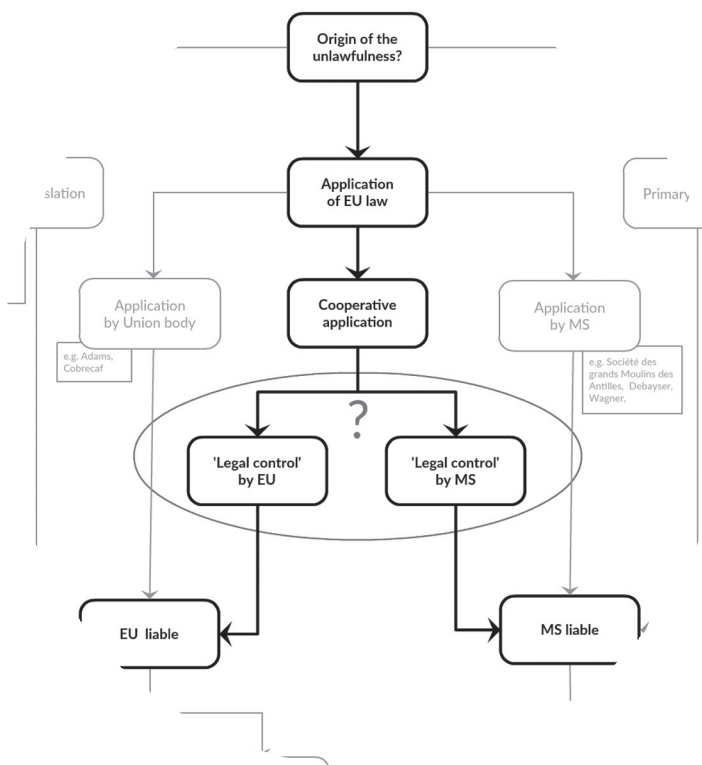 Origin of the
unlawfulness?
slation
Application
of EU law
Primary
Application
by Union body
Cooperative
application
Application
by MS
e.g. Adams,
Cobrecaf
e.g. Société des
grands Moulins des
Antilles, Debayser,
Wagner,
?
'Legal control'
by EU
'Legal control'
by MS
EU liable
MS liable